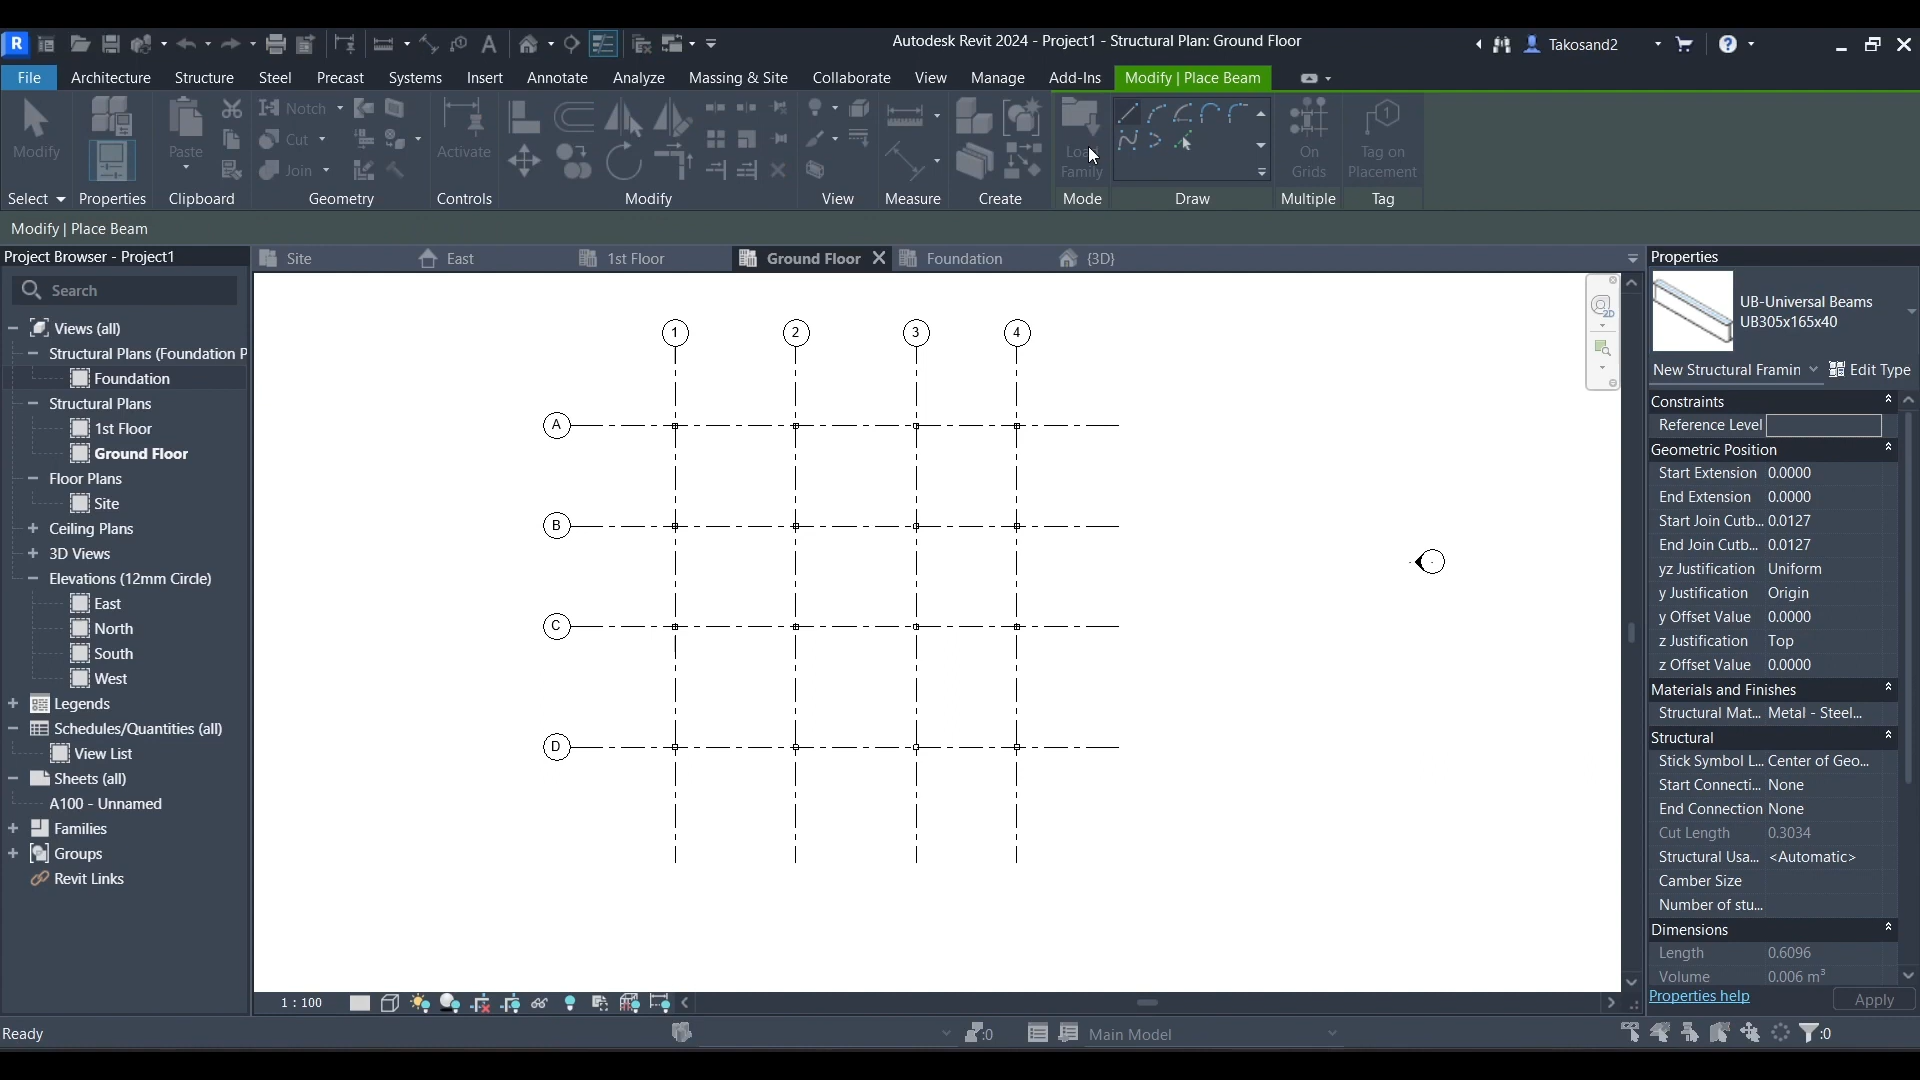 R
Autodesk Revit 2024 - Project1 - Structural Plan: Ground Floor
Takosand2
File Architecture Structure Steel Precast Systems Insert Annotate Analyze Massing & Site Collaborate View Manage Add-Ins Modify | Place Beam
Modify
Paste
Notch
Cut
Join
Activate
Load
Family
On
Grids
Tag on
Placement
Select Properties Clipboard Geometry Controls Modify View Measure Create Mode Draw Multiple Tag
Modify | Place Beam
Project Browser - Project1
Search
Views (all)
Structural Plans (Foundation P
Foundation
Structural Plans
1st Floor
Ground Floor
Floor Plans
Site
Ceiling Plans
3D Views
Elevations (12mm Circle)
East
North
South
West
Legends
Schedules/Quantities (all)
View List
Sheets (all)
A100 - Unnamed
Families
Groups
Revit Links
Site East 1st Floor Ground Floor Foundation {3D}
1 2 3 4
A
B
C
D
2D
Properties
UB-Universal Beams
UB305x165x40
New Structural Framin Edit Type
Constraints
Reference Level
Geometric Position
Start Extension 0.0000
End Extension 0.0000
Start Join Cutb... 0.0127
End Join Cutb... 0.0127
yz Justification Uniform
y Justification Origin
y Offset Value 0.0000
z Justification Top
z Offset Value 0.0000
Materials and Finishes
Structural Mat... Metal - Steel...
Structural
Stick Symbol L... Center of Geo...
Start Connecti... None
End Connection None
Cut Length 0.3034
Structural Usa... <Automatic>
Camber Size
Number of stu...
Dimensions
Length 0.6096
Volume 0.006 m³
Properties help Apply
1 : 100
Ready
:0
Main Model
:0